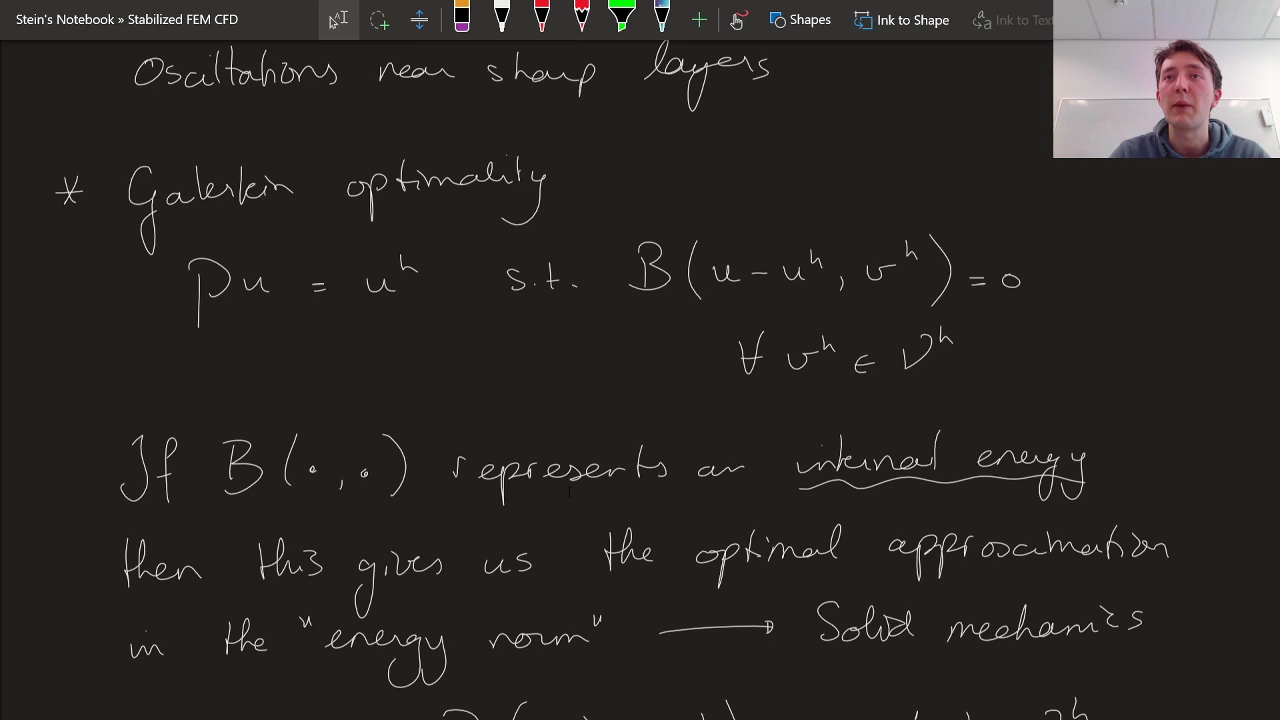 Stein's Notebook » Stabilized FEM CFD
Shapes
Ink to Shape
Ink to Text
Osciltations near sharp layers
* Galerkin optimality
Pu = u^h s.t. B(u - u^h, v^h) = 0
∀ v^h ∈ V^h
If B(·,·) represents an internal energy
then this gives us the optimal approximation
in the "energy norm" → Solid mechanics